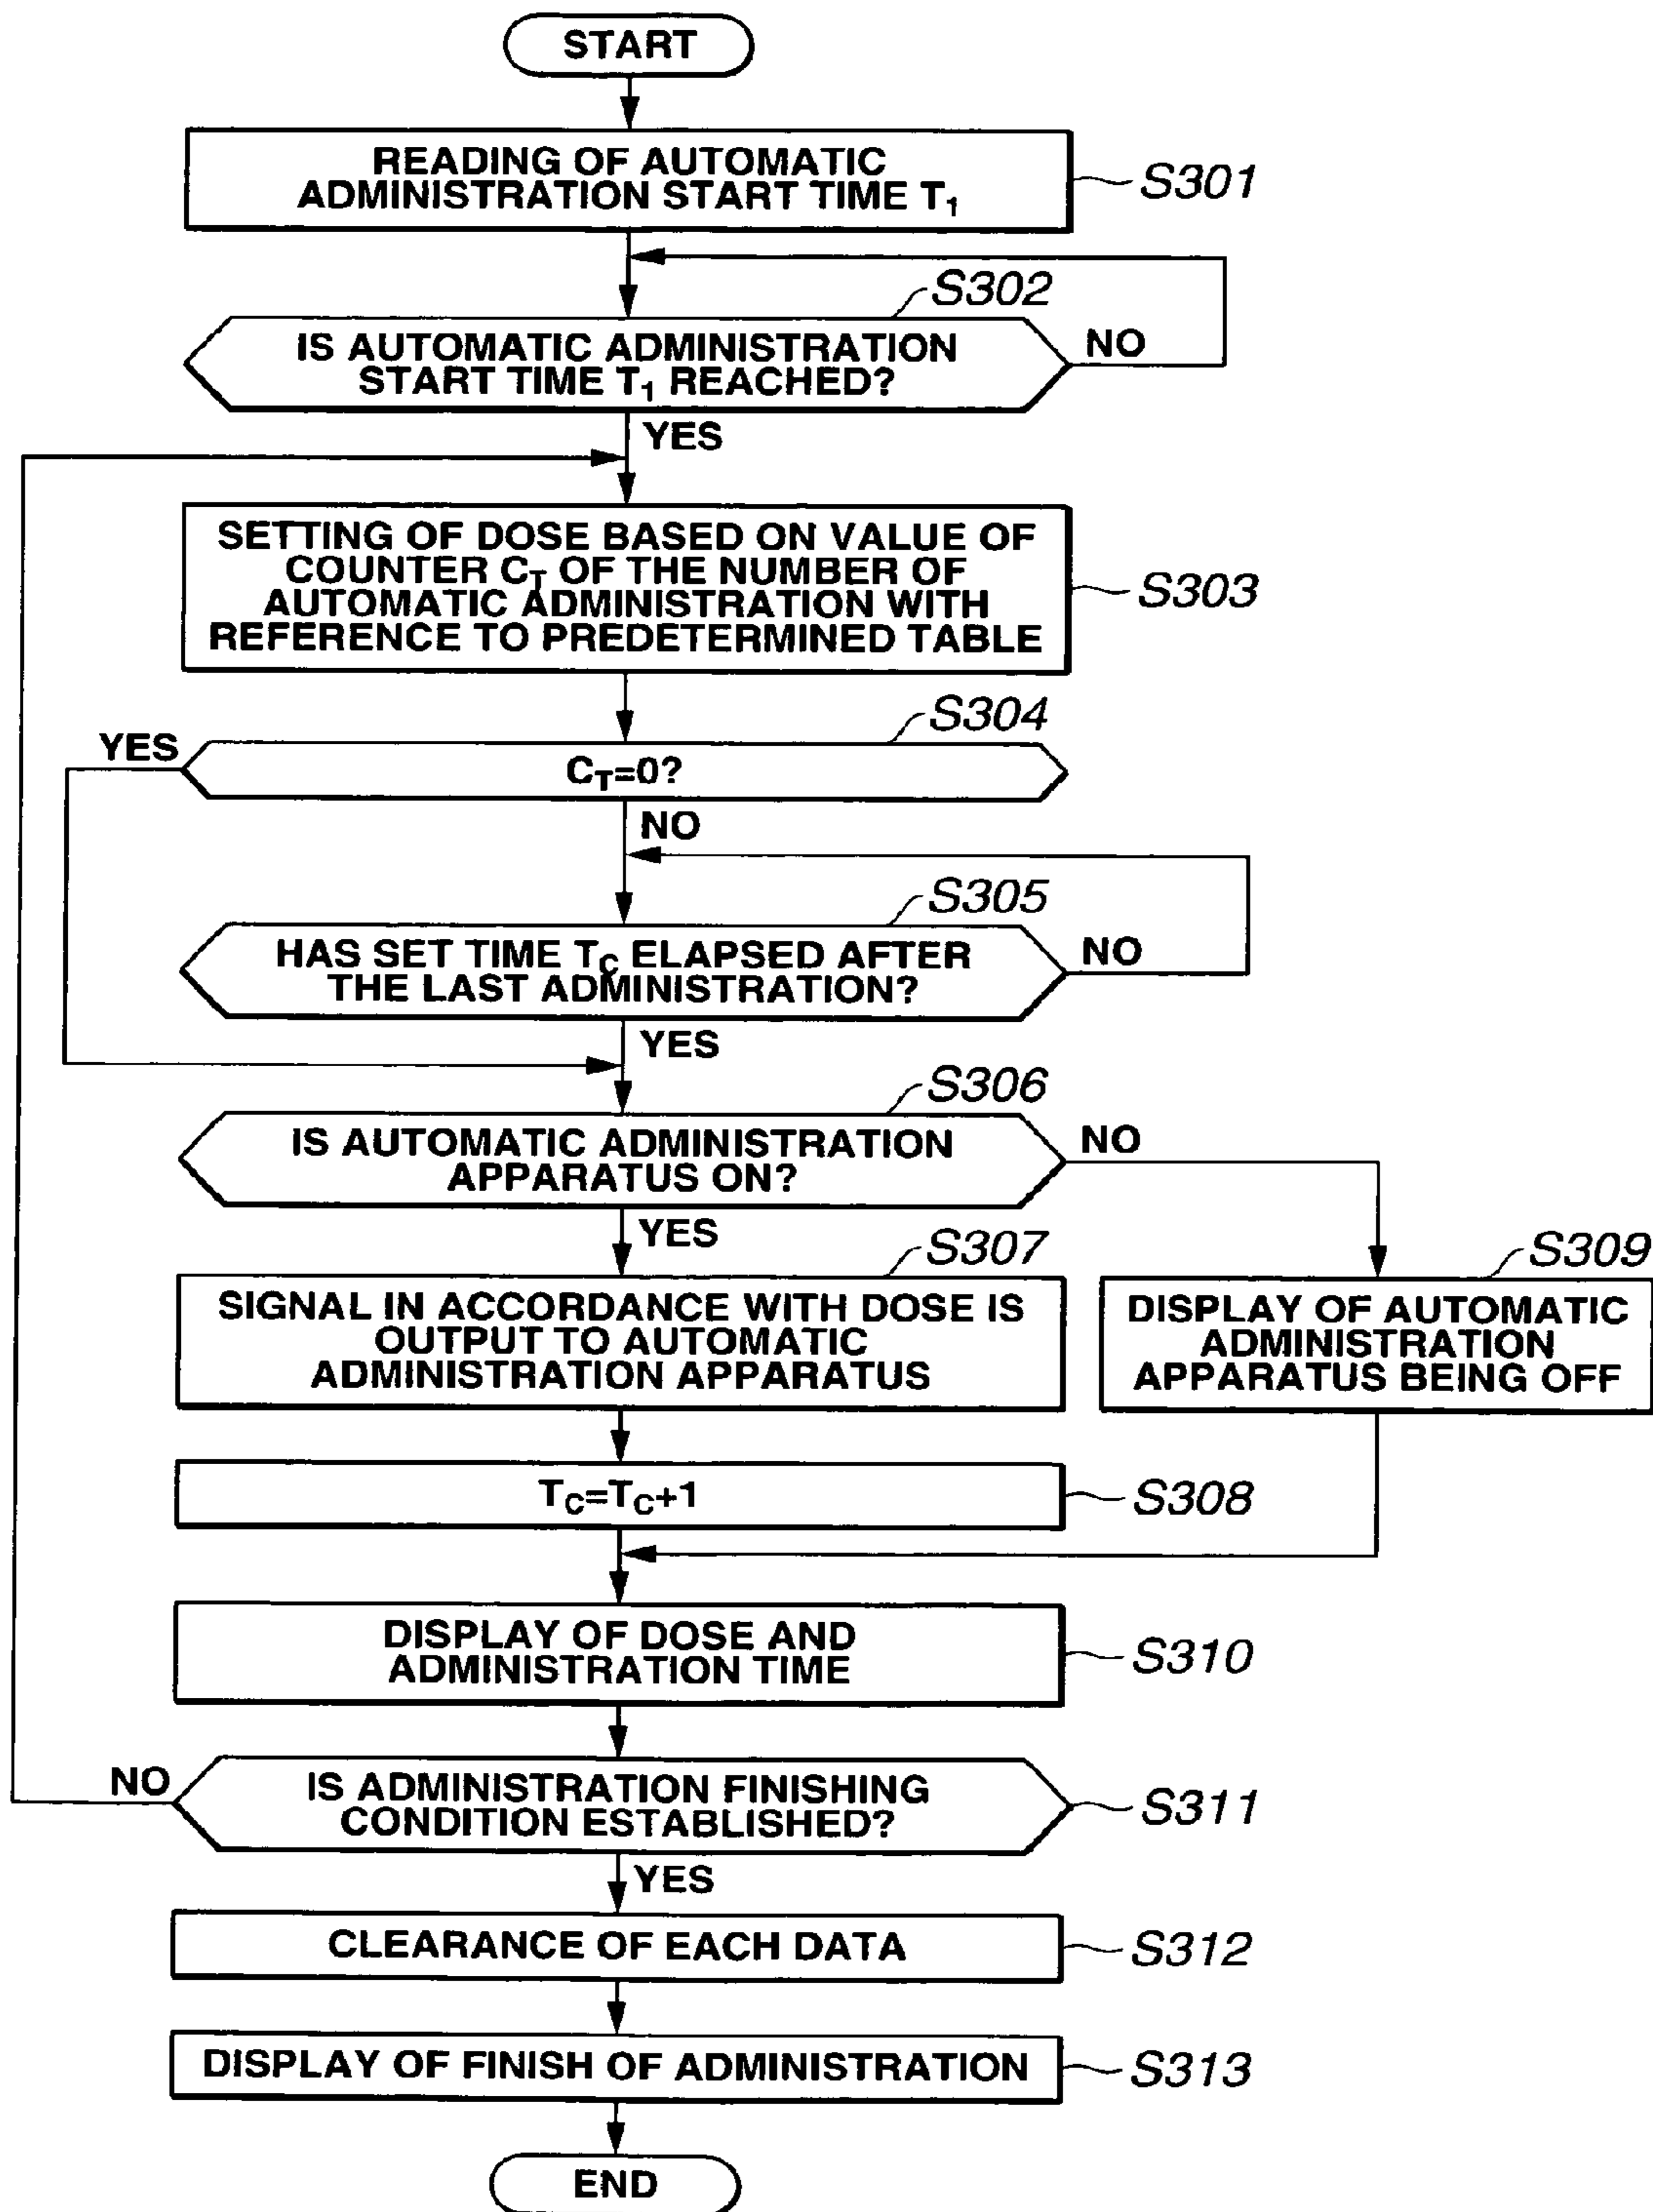 START
READING OF AUTOMATIC
ADMINISTRATION START TIME T₁
S301
S302
IS AUTOMATIC ADMINISTRATION
START TIME T₁ REACHED?
NO
YES
SETTING OF DOSE BASED ON VALUE OF
COUNTER C_T OF THE NUMBER OF
AUTOMATIC ADMINISTRATION WITH
REFERENCE TO PREDETERMINED TABLE
S303
S304
YES
C_T=0?
NO
S305
HAS SET TIME T_C ELAPSED AFTER
THE LAST ADMINISTRATION?
NO
YES
S306
IS AUTOMATIC ADMINISTRATION
APPARATUS ON?
NO
YES
S307
SIGNAL IN ACCORDANCE WITH DOSE IS
OUTPUT TO AUTOMATIC
ADMINISTRATION APPARATUS
S309
DISPLAY OF AUTOMATIC
ADMINISTRATION
APPARATUS BEING OFF
T_C=T_C+1
S308
DISPLAY OF DOSE AND
ADMINISTRATION TIME
S310
NO
IS ADMINISTRATION FINISHING
CONDITION ESTABLISHED?
S311
YES
CLEARANCE OF EACH DATA
S312
DISPLAY OF FINISH OF ADMINISTRATION
S313
END